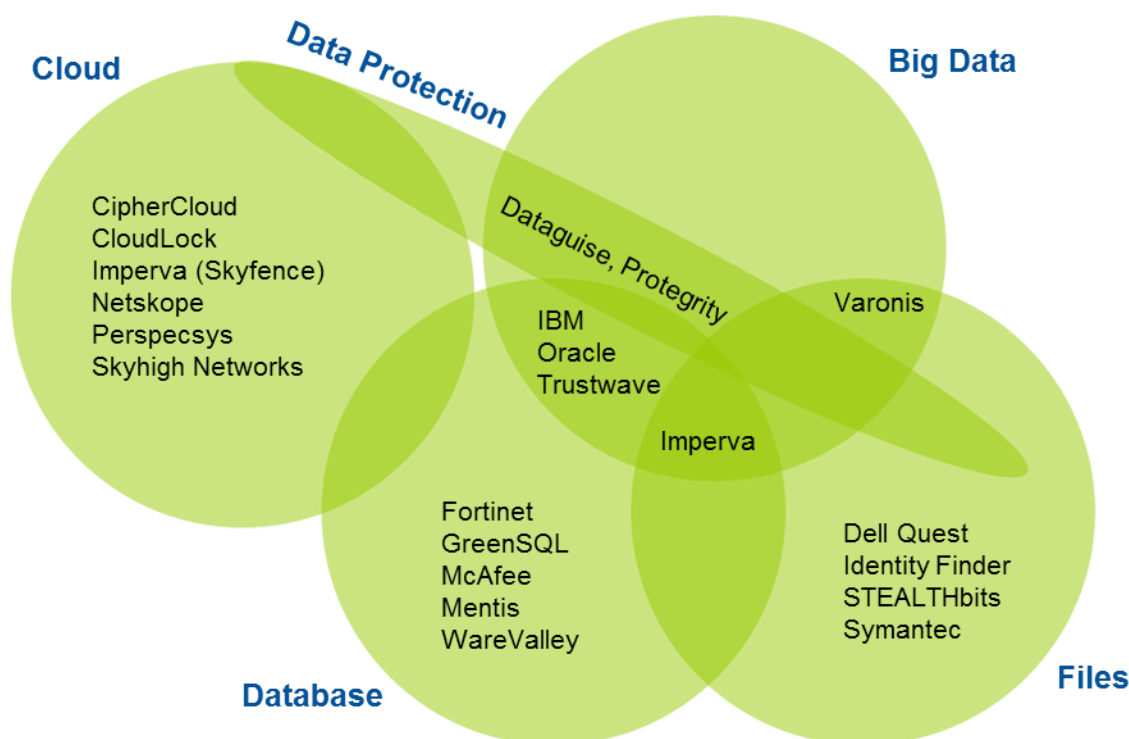 Cloud
Data Protection
Big Data
CipherCloud
CloudLock
Imperva (Skyfence)
Netskope
Perspecsys
Skyhigh Networks
Dataguise, Protegrity
Varonis
IBM
Oracle
Trustwave
Imperva
Fortinet
GreenSQL
McAfee
Mentis
WareValley
Dell Quest
Identity Finder
STEALTHbits
Symantec
Database
Files